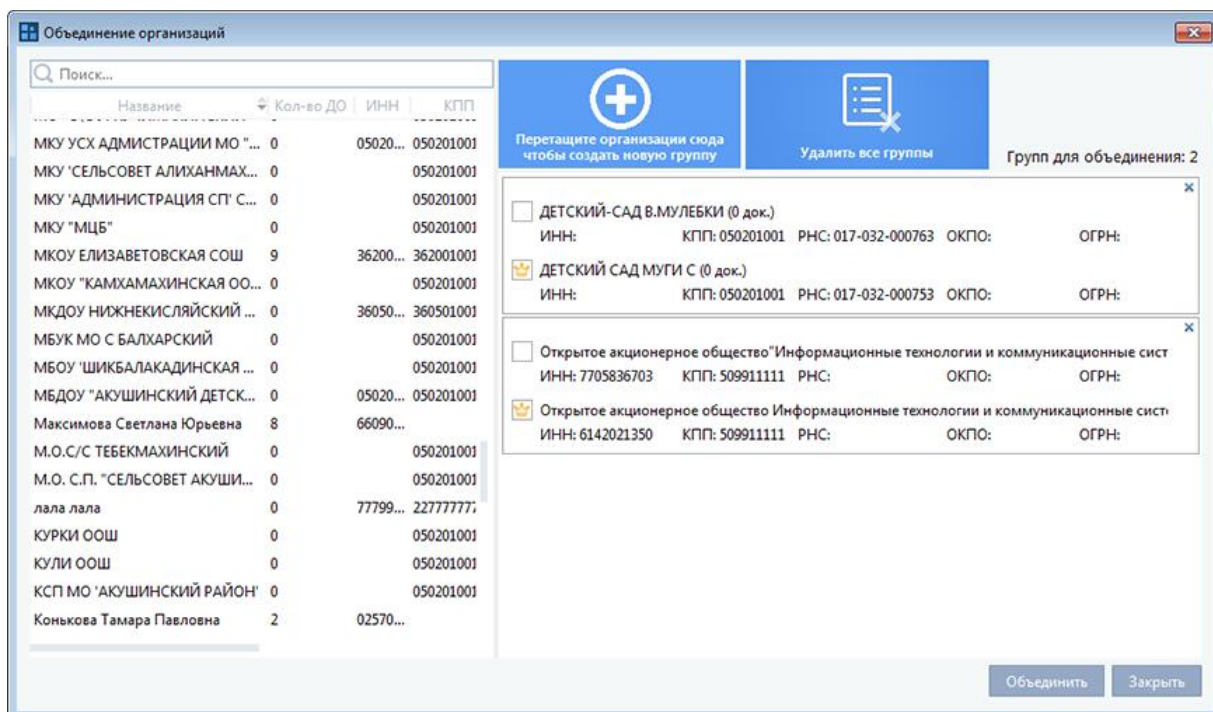 Объединение организаций
Поиск...
Название Кол-во ДО ИНН КПП
МКУ УСХ АДМИСТРАЦИИ МО "... 0 05020... 050201001
МКУ 'СЕЛЬСОВЕТ АЛИХАНМАХ... 0 050201001
МКУ 'АДМИНИСТРАЦИЯ СП' С... 0 050201001
МКУ "МЦБ" 0 050201001
МКОУ ЕЛИЗАВЕТОВСКАЯ СОШ 9 36200... 362001001
МКОУ "КАМХАМАХИНСКАЯ ОО... 0 050201001
МКДОУ НИЖНЕКИСЛЯЙСКИЙ ... 0 36050... 360501001
МБУК МО С БАЛХАРСКИЙ 0 050201001
МБОУ 'ШИКБАЛАКАДИНСКАЯ ... 0 050201001
МБДОУ "АКУШИНСКИЙ ДЕТСК... 0 05020... 050201001
Максимова Светлана Юрьевна 8 66090...
М.О.С/С ТЕБЕКМАХИНСКИЙ 0 050201001
М.О. С.П. "СЕЛЬСОВЕТ АКУШИ... 0 050201001
лала лала 0 77799... 22777777
КУРКИ ООШ 0 050201001
КУЛИ ООШ 0 050201001
КСП МО 'АКУШИНСКИЙ РАЙОН' 0 050201001
Конькова Тамара Павловна 2 02570...
Перетащите организации сюда
чтобы создать новую группу
Удалить все группы
Групп для объединения: 2
ДЕТСКИЙ-САД В.МУЛЕБКИ (0 док.)
ИНН: КПП: 050201001 РНС: 017-032-000763 ОКПО: ОГРН:
ДЕТСКИЙ САД МУГИ С (0 док.)
ИНН: КПП: 050201001 РНС: 017-032-000753 ОКПО: ОГРН:
Открытое акционерное общество"Информационные технологии и коммуникационные сист
ИНН: 7705836703 КПП: 509911111 РНС: ОКПО: ОГРН:
Открытое акционерное общество Информационные технологии и коммуникационные сист
ИНН: 6142021350 КПП: 509911111 РНС: ОКПО: ОГРН:
Объединить Закрыть